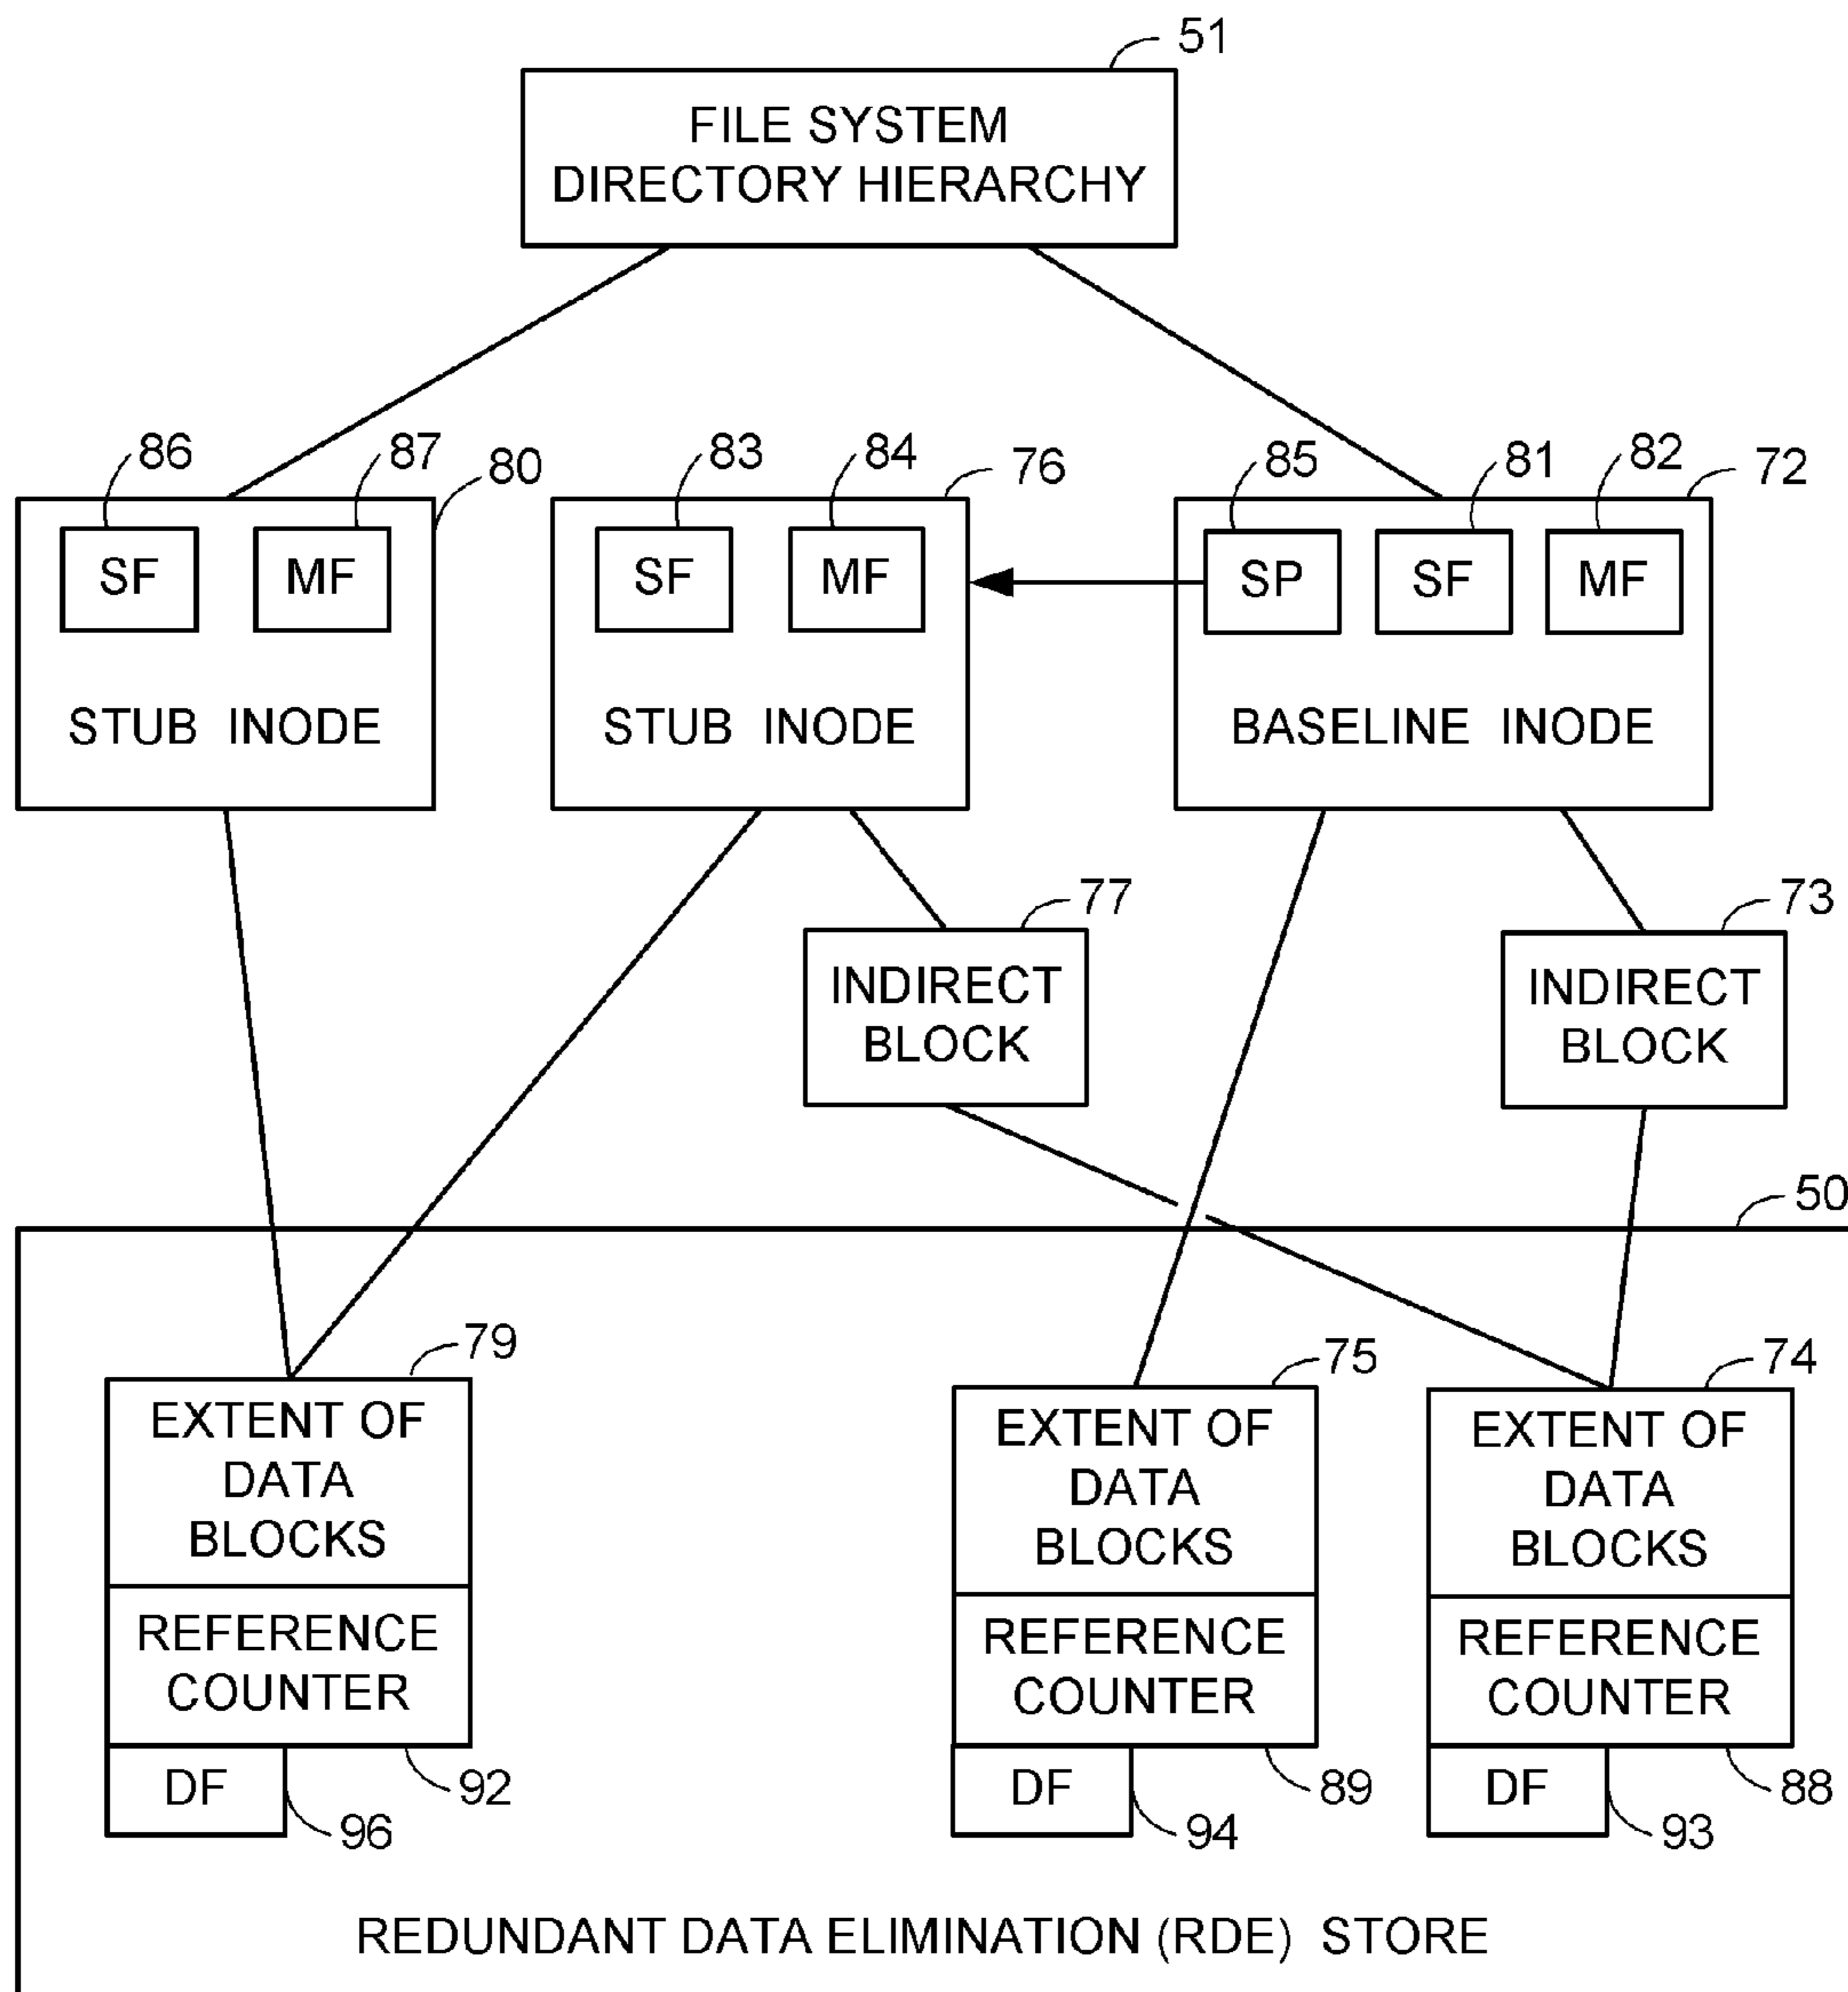 51
FILE SYSTEM
DIRECTORY HIERARCHY
86
87
80
83
84
76
85
81
82
72
SF
MF
SF
MF
SP
SF
MF
STUB INODE
STUB INODE
BASELINE INODE
77
73
INDIRECT
BLOCK
INDIRECT
BLOCK
50
79
75
74
EXTENT OF
DATA
BLOCKS
REFERENCE
COUNTER
DF
92
96
EXTENT OF
DATA
BLOCKS
REFERENCE
COUNTER
DF
89
94
EXTENT OF
DATA
BLOCKS
REFERENCE
COUNTER
DF
88
93
REDUNDANT DATA ELIMINATION (RDE) STORE